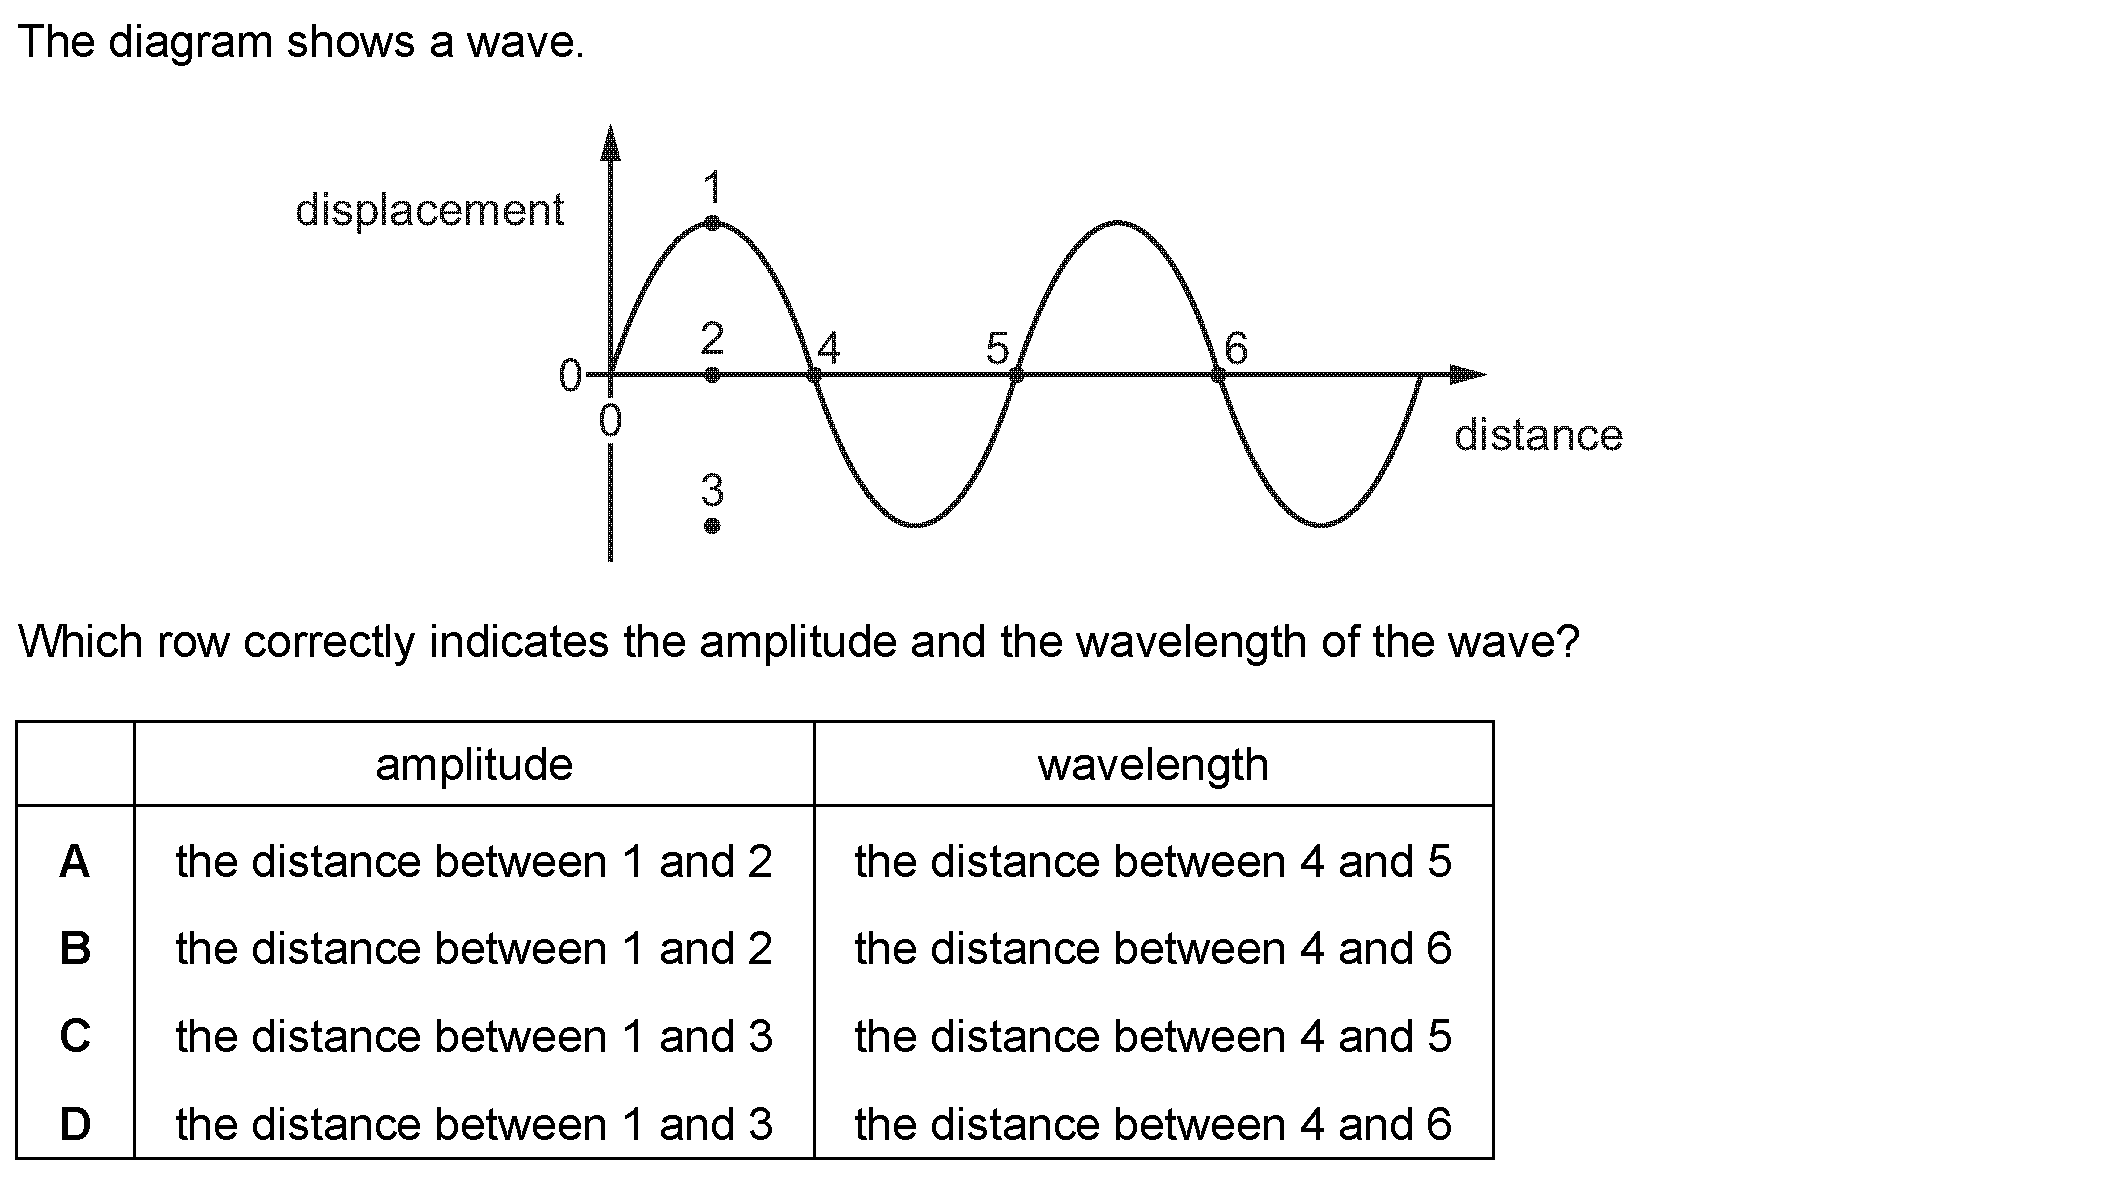 The diagram shows a wave.
1
displacement
2
4
5
6
0
0
distance
3
Which row correctly indicates the amplitude and the wavelength of the wave?
amplitude wavelength
A the distance between 1 and 2 the distance between 4 and 5
B the distance between 1 and 2 the distance between 4 and 6
C the distance between 1 and 3 the distance between 4 and 5
D the distance between 1 and 3 the distance between 4 and 6